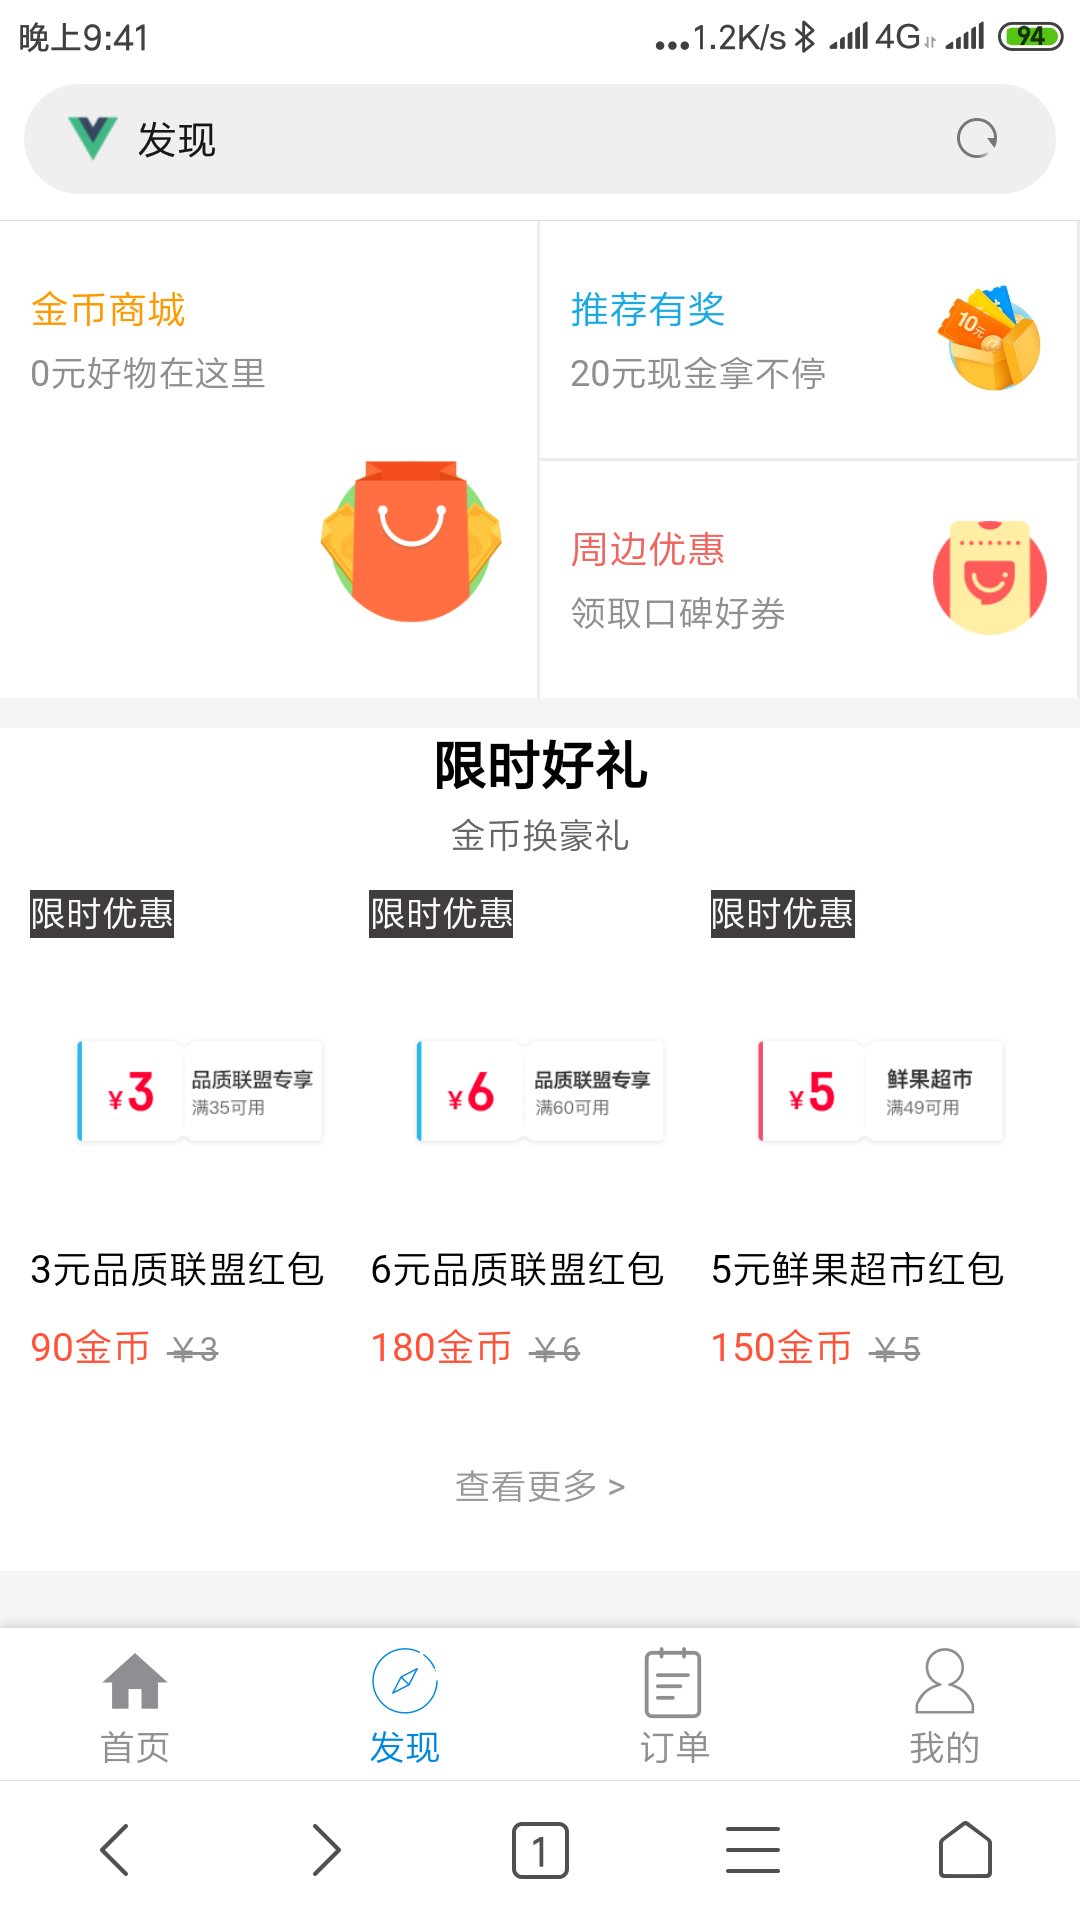 晚上9:41
...1.2K/s 4G 94
发现
金币商城
0元好物在这里
推荐有奖
20元现金拿不停
10元
周边优惠
领取口碑好券
限时好礼
金币换豪礼
限时优惠 限时优惠 限时优惠
¥3 品质联盟专享
满35可用
¥6 品质联盟专享
满60可用
¥5 鲜果超市
满49可用
3元品质联盟红包 6元品质联盟红包 5元鲜果超市红包
90金币 ¥3 180金币 ¥6 150金币 ¥5
查看更多 >
首页 发现 订单 我的
1